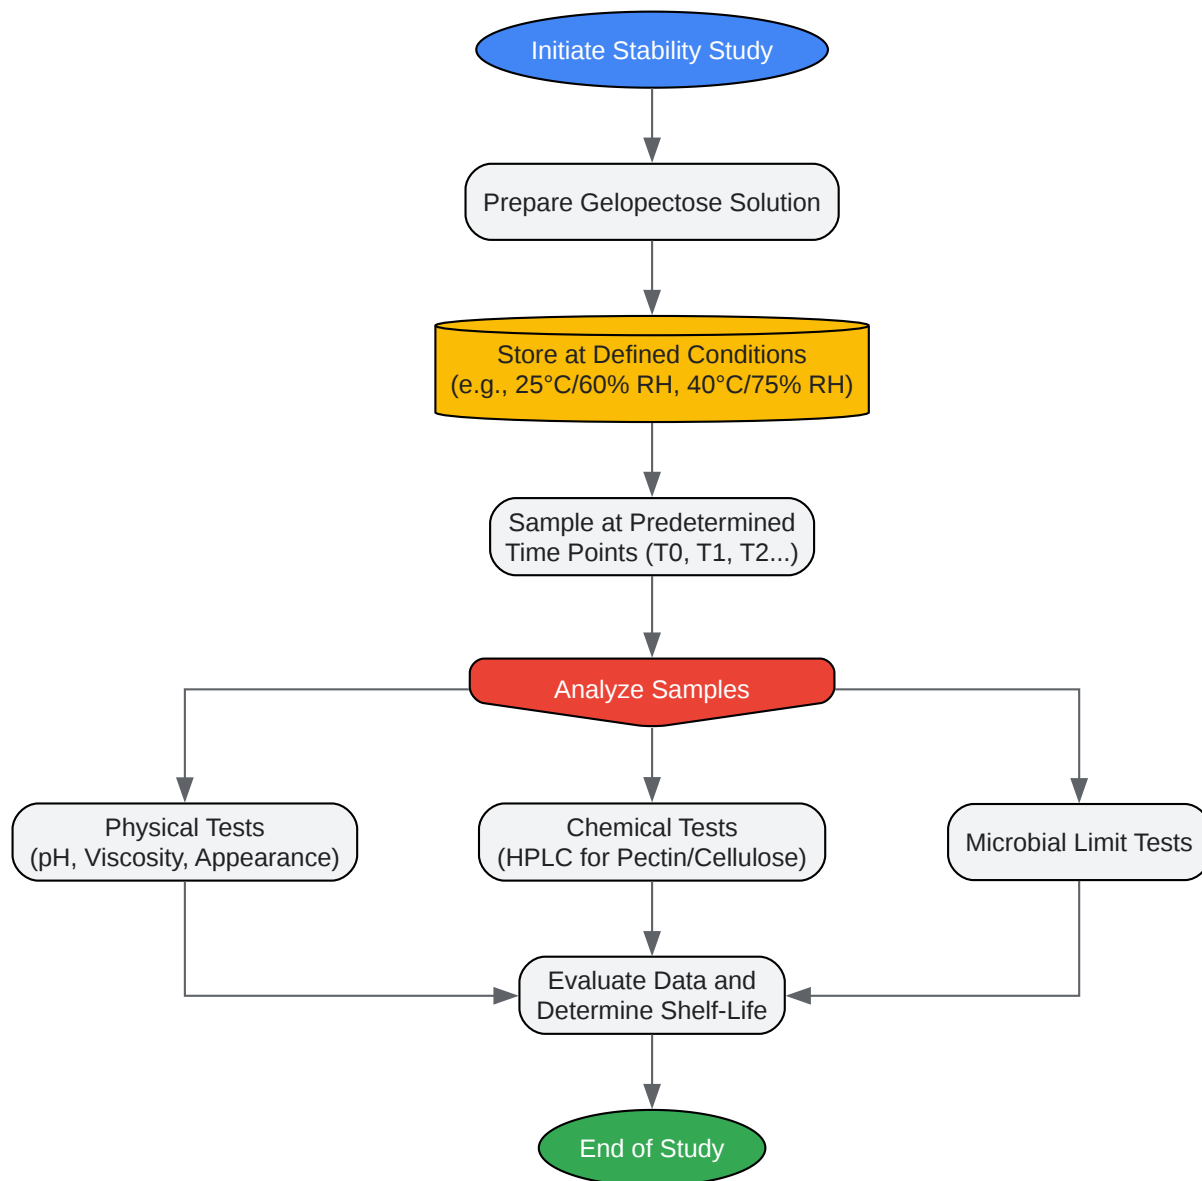 Initiate Stability Study
Prepare Gelopectose Solution
Store at Defined Conditions
(e.g., 25°C/60% RH, 40°C/75% RH)
Sample at Predetermined
Time Points (T0, T1, T2...)
Analyze Samples
Physical Tests
(pH, Viscosity, Appearance)
Chemical Tests
(HPLC for Pectin/Cellulose)
Microbial Limit Tests
Evaluate Data and
Determine Shelf-Life
End of Study